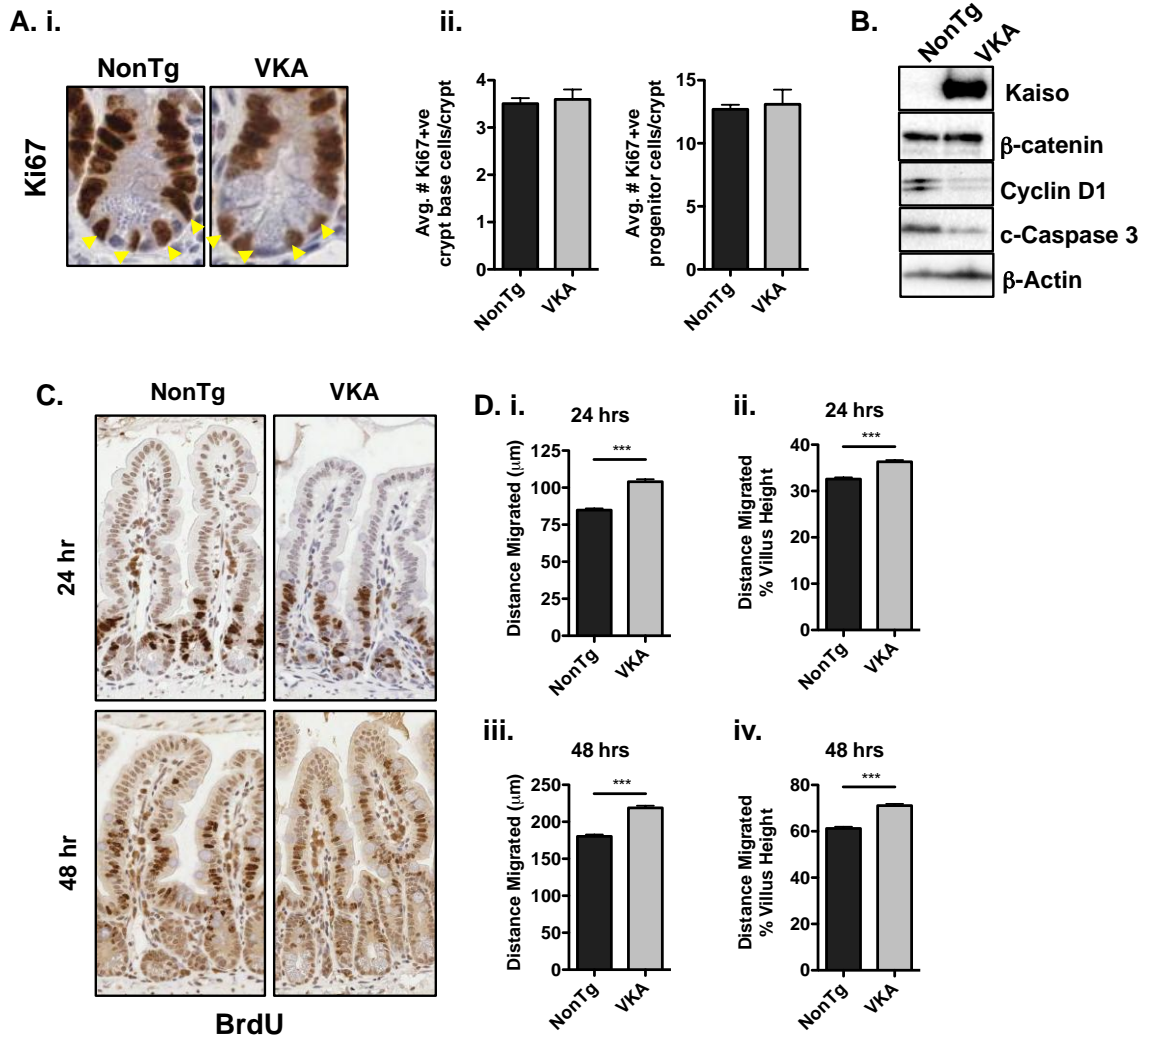 A. i.
NonTg
VKA
Ki67
ii.
Avg. # Ki67+ve
crypt base cells/crypt
4
3
2
1
0
NonTg
VKA
Avg. # Ki67+ve
progenitor cells/crypt
15
10
5
0
NonTg
VKA
B.
NonTg
VKA
Kaiso
β-catenin
Cyclin D1
c-Caspase 3
β-Actin
C.
NonTg
VKA
24 hr
48 hr
BrdU
D. i.
24 hrs
Distance Migrated (μm)
125
100
75
50
25
0
***
NonTg
VKA
ii.
24 hrs
Distance Migrated
% Villus Height
40
30
20
10
0
***
NonTg
VKA
iii.
48 hrs
Distance Migrated (μm)
250
200
150
100
50
0
***
NonTg
VKA
iv.
48 hrs
Distance Migrated
% Villus Height
80
60
40
20
0
***
NonTg
VKA